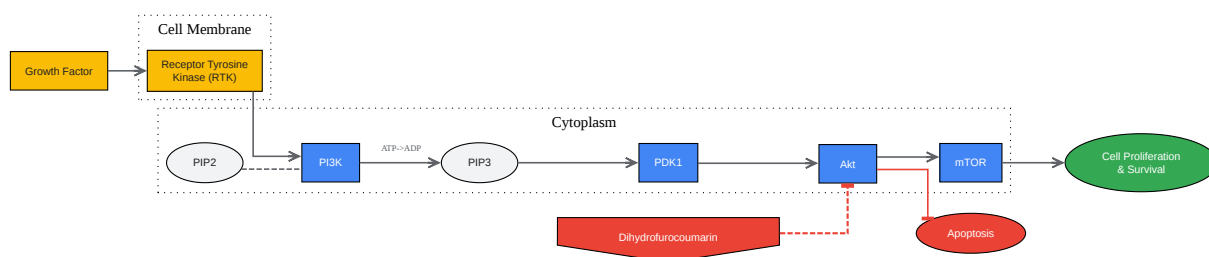 Cell Membrane
Growth Factor
Receptor Tyrosine
Kinase (RTK)
Cytoplasm
PIP2
PI3K
ATP->ADP
PIP3
PDK1
Akt
mTOR
Cell Proliferation
& Survival
Dihydrofurocoumarin
Apoptosis